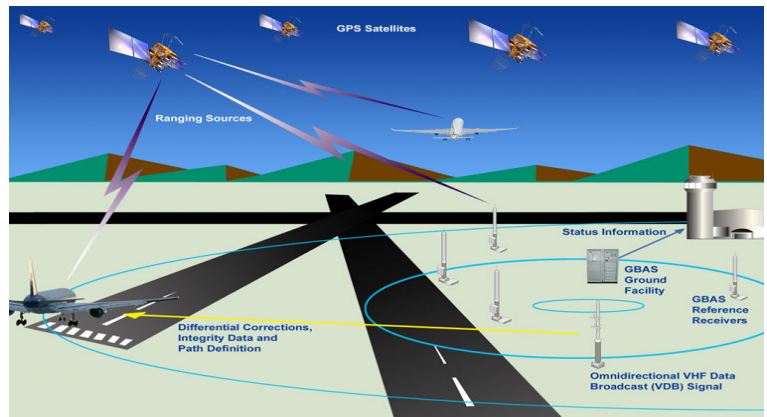 GPS Satellites
Ranging Sources
Status Information
GBAS
Ground
Facility
GBAS
Reference
Receivers
Differential Corrections,
Integrity Data and
Path Definition
Omnidirectional VHF Data
Broadcast (VDB) Signal